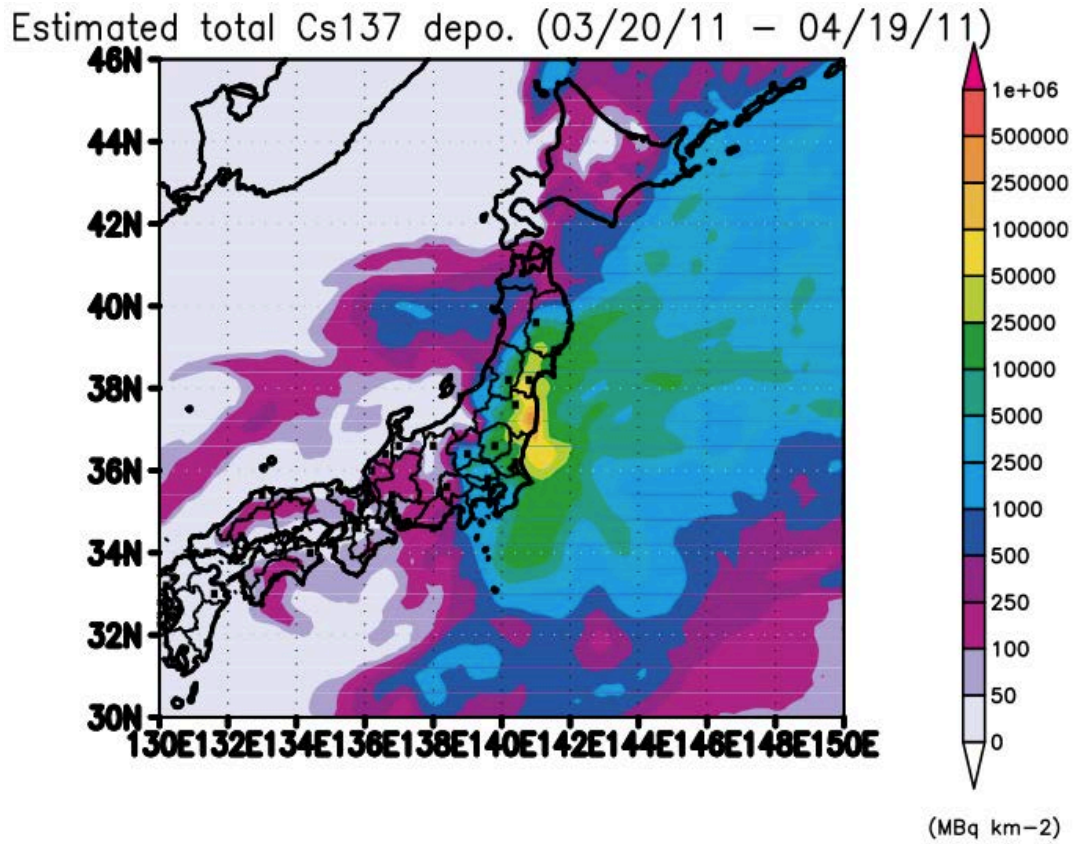 Estimated total Cs137 depo. (03/20/11 – 04/19/11)
46N
44N
42N
40N
38N
36N
34N
32N
30N
130E132E134E136E138E140E142E144E146E148E150E
1e+06
500000
250000
100000
50000
25000
10000
5000
2500
1000
500
250
100
50
0
(MBq km−2)